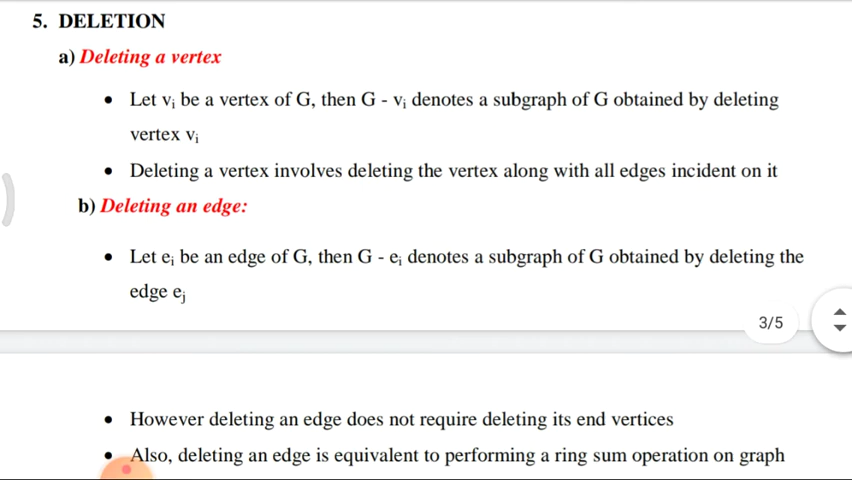 5. DELETION
a) Deleting a vertex
• Let vᵢ be a vertex of G, then G - vᵢ denotes a subgraph of G obtained by deleting
vertex vᵢ
• Deleting a vertex involves deleting the vertex along with all edges incident on it
b) Deleting an edge:
• Let eⱼ be an edge of G, then G - eᵢ denotes a subgraph of G obtained by deleting the
edge eⱼ
3/5
• However deleting an edge does not require deleting its end vertices
• Also, deleting an edge is equivalent to performing a ring sum operation on graph